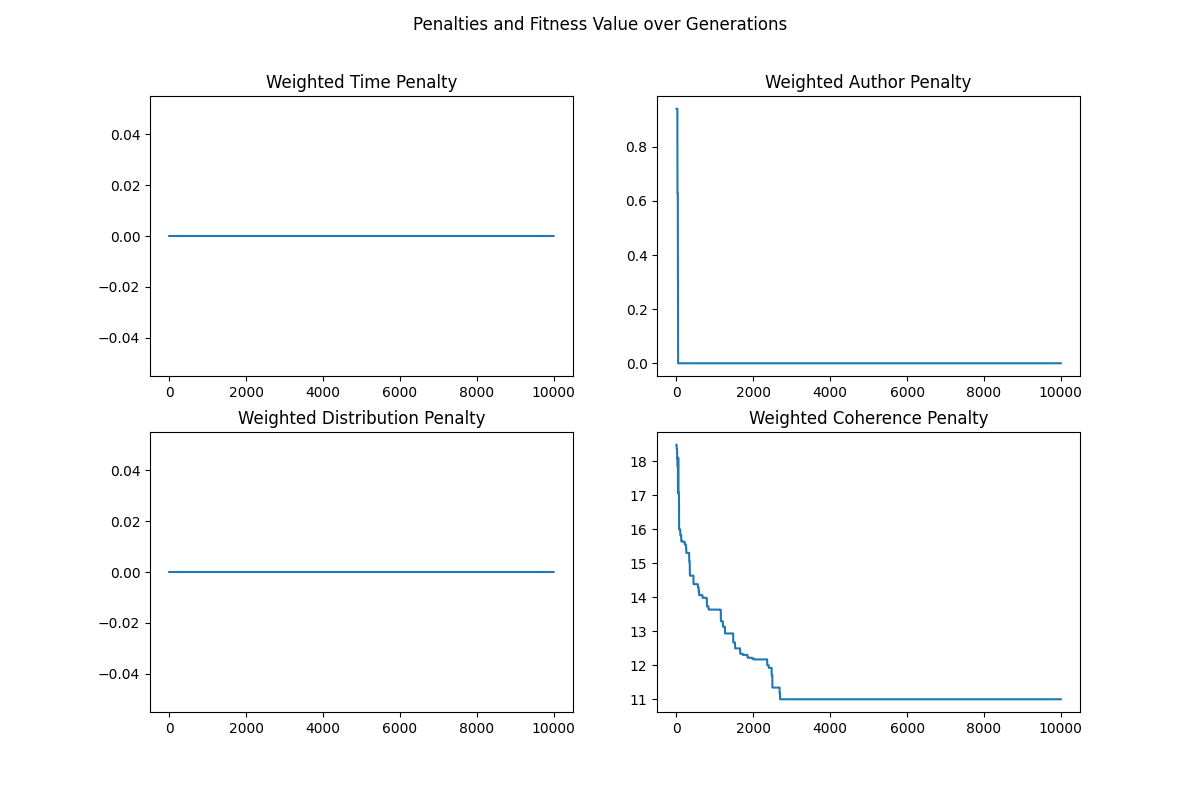 Penalties and Fitness Value over Generations
Weighted Time Penalty
0.04
0.02
0.00
−0.02
−0.04
0 2000 4000 6000 8000 10000
Weighted Author Penalty
0.8
0.6
0.4
0.2
0.0
0 2000 4000 6000 8000 10000
Weighted Distribution Penalty
0.04
0.02
0.00
−0.02
−0.04
0 2000 4000 6000 8000 10000
Weighted Coherence Penalty
18
17
16
15
14
13
12
11
0 2000 4000 6000 8000 10000